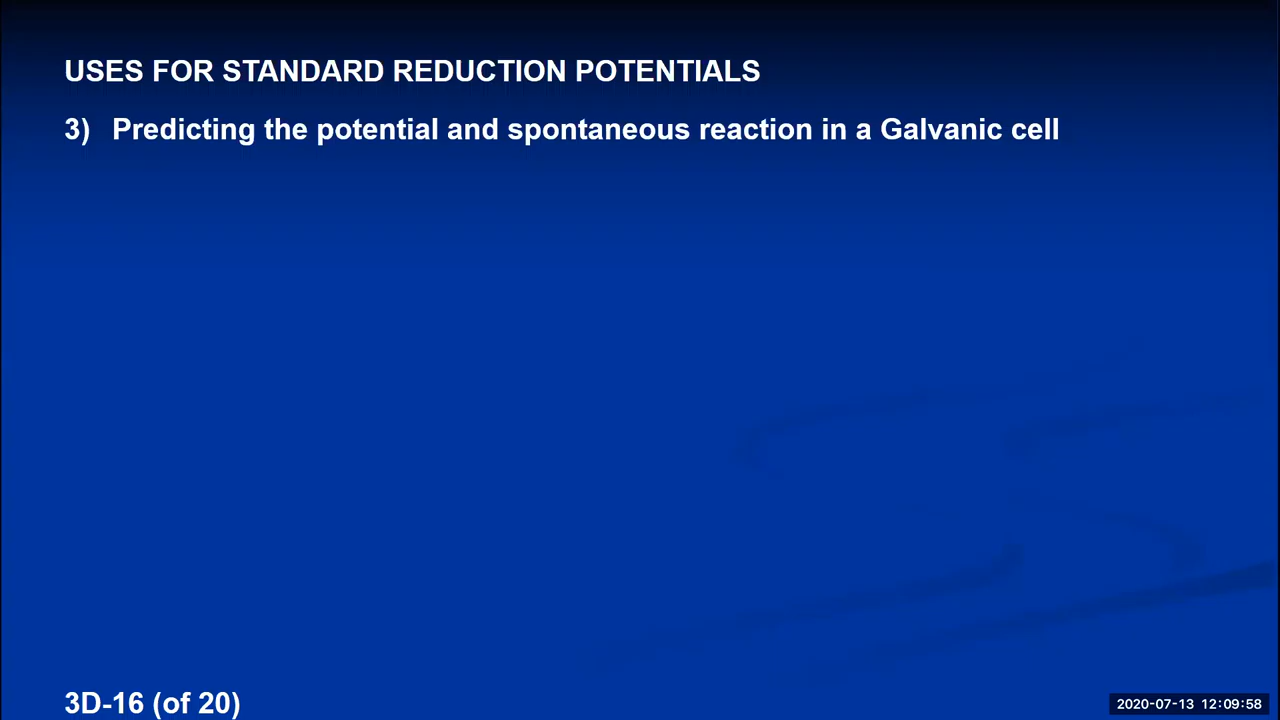 USES FOR STANDARD REDUCTION POTENTIALS
3) Predicting the potential and spontaneous reaction in a Galvanic cell
3D-16 (of 20)
2020-07-13 12:09:58